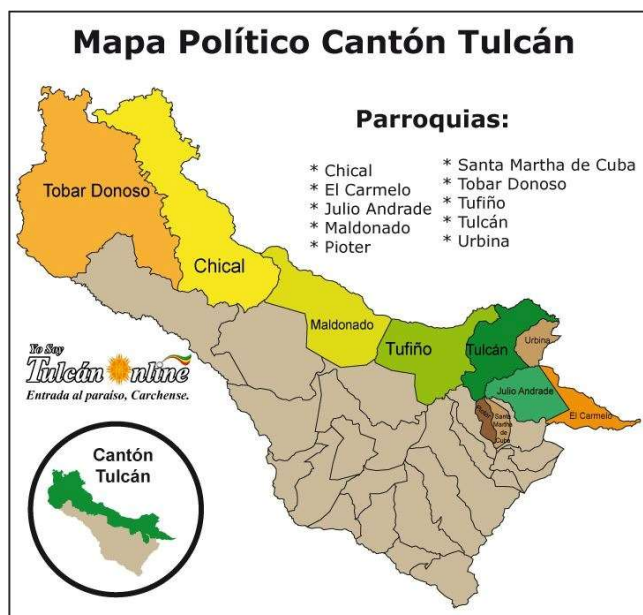 Mapa Político Cantón Tulcán
Parroquias:
* Chical
* El Carmelo
* Julio Andrade
* Maldonado
* Pioter
* Santa Martha de Cuba
* Tobar Donoso
* Tufiño
* Tulcán
* Urbina
Tobar Donoso
Chical
Maldonado
Tufiño
Tulcán
Urbina
Julio Andrade
El Carmelo
Pioter
Santa
Martha
de
Cuba
Yo Soy
Tulcán Online
Entrada al paraíso, Carchense.
Cantón
Tulcán